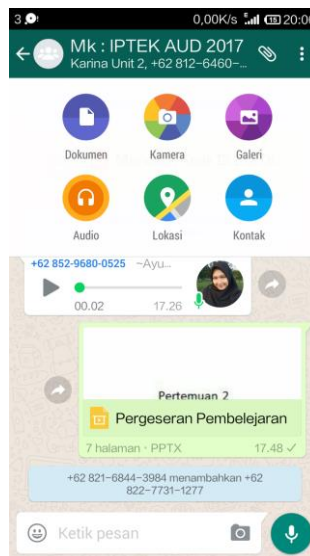 3
0,00K/s 15 20:06
Mk : IPTEK AUD 2017
Karina Unit 2, +62 812-6460-...
Dokumen Kamera Galeri
Audio Lokasi Kontak
+62 852-9680-0525 ~Ayu...
00.02 17.26
Pertemuan 2
Pergeseran Pembelajaran
7 halaman · PPTX 17.48
+62 821-6844-3984 menambahkan +62
822-7731-1277
Ketik pesan